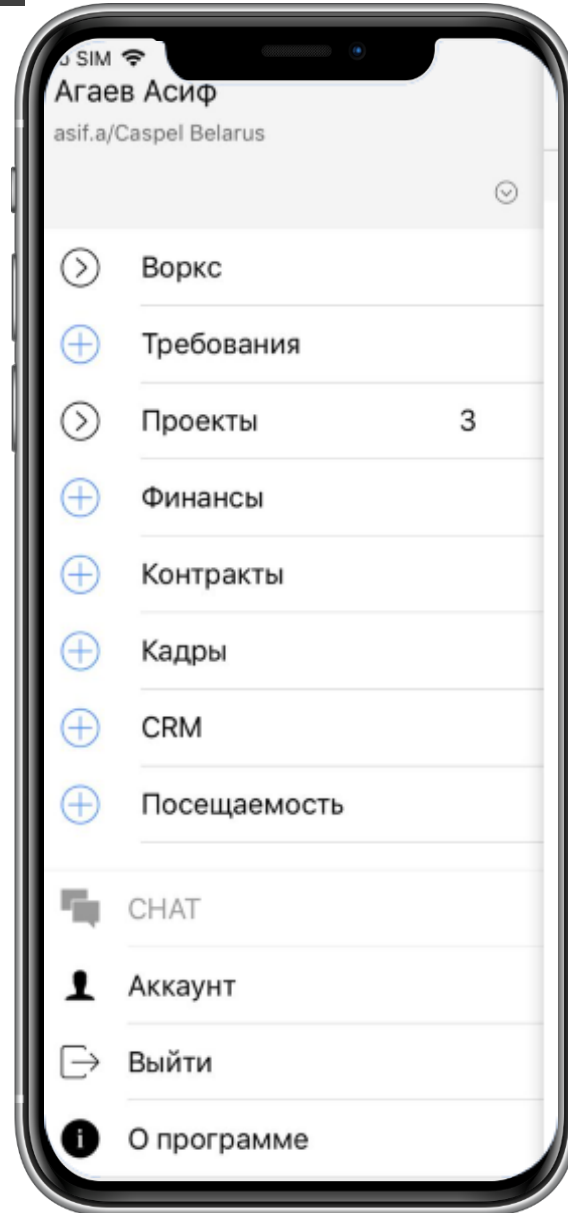 SIM
Агаев Асиф
asif.a/Caspel Belarus
Воркс
Требования
Проекты 3
Финансы
Контракты
Кадры
CRM
Посещаемость
CHAT
Аккаунт
Выйти
О программе